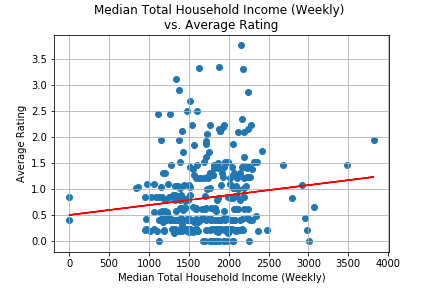 Median Total Household Income (Weekly)
vs. Average Rating
Average Rating
3.5
3.0
2.5
2.0
1.5
1.0
0.5
0.0
0 500 1000 1500 2000 2500 3000 3500 4000
Median Total Household Income (Weekly)